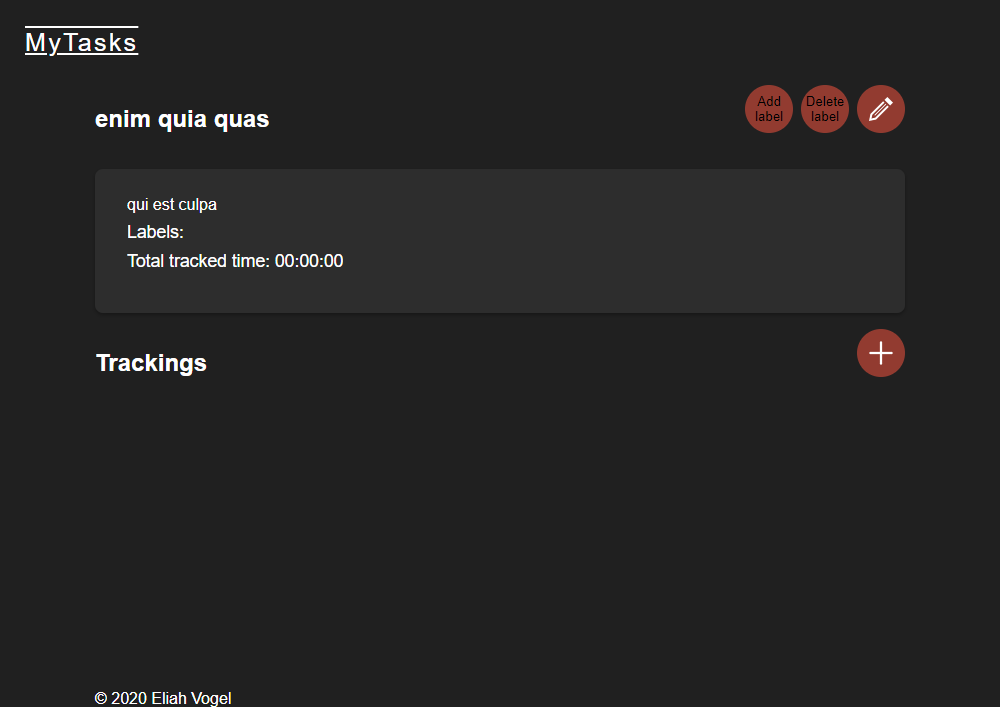 MyTasks
enim quia quas
Add
label
Delete
label
qui est culpa
Labels:
Total tracked time: 00:00:00
Trackings
© 2020 Eliah Vogel